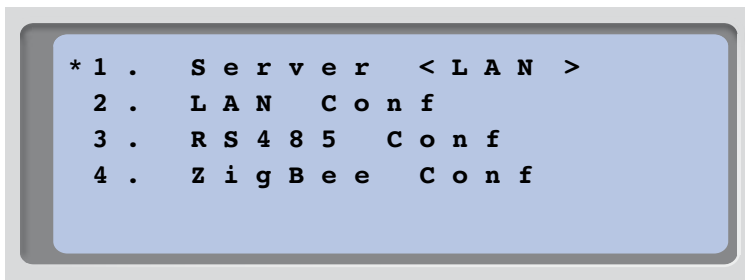 *1. Server <LAN>
2. LAN Conf
3. RS485 Conf
4. ZigBee Conf